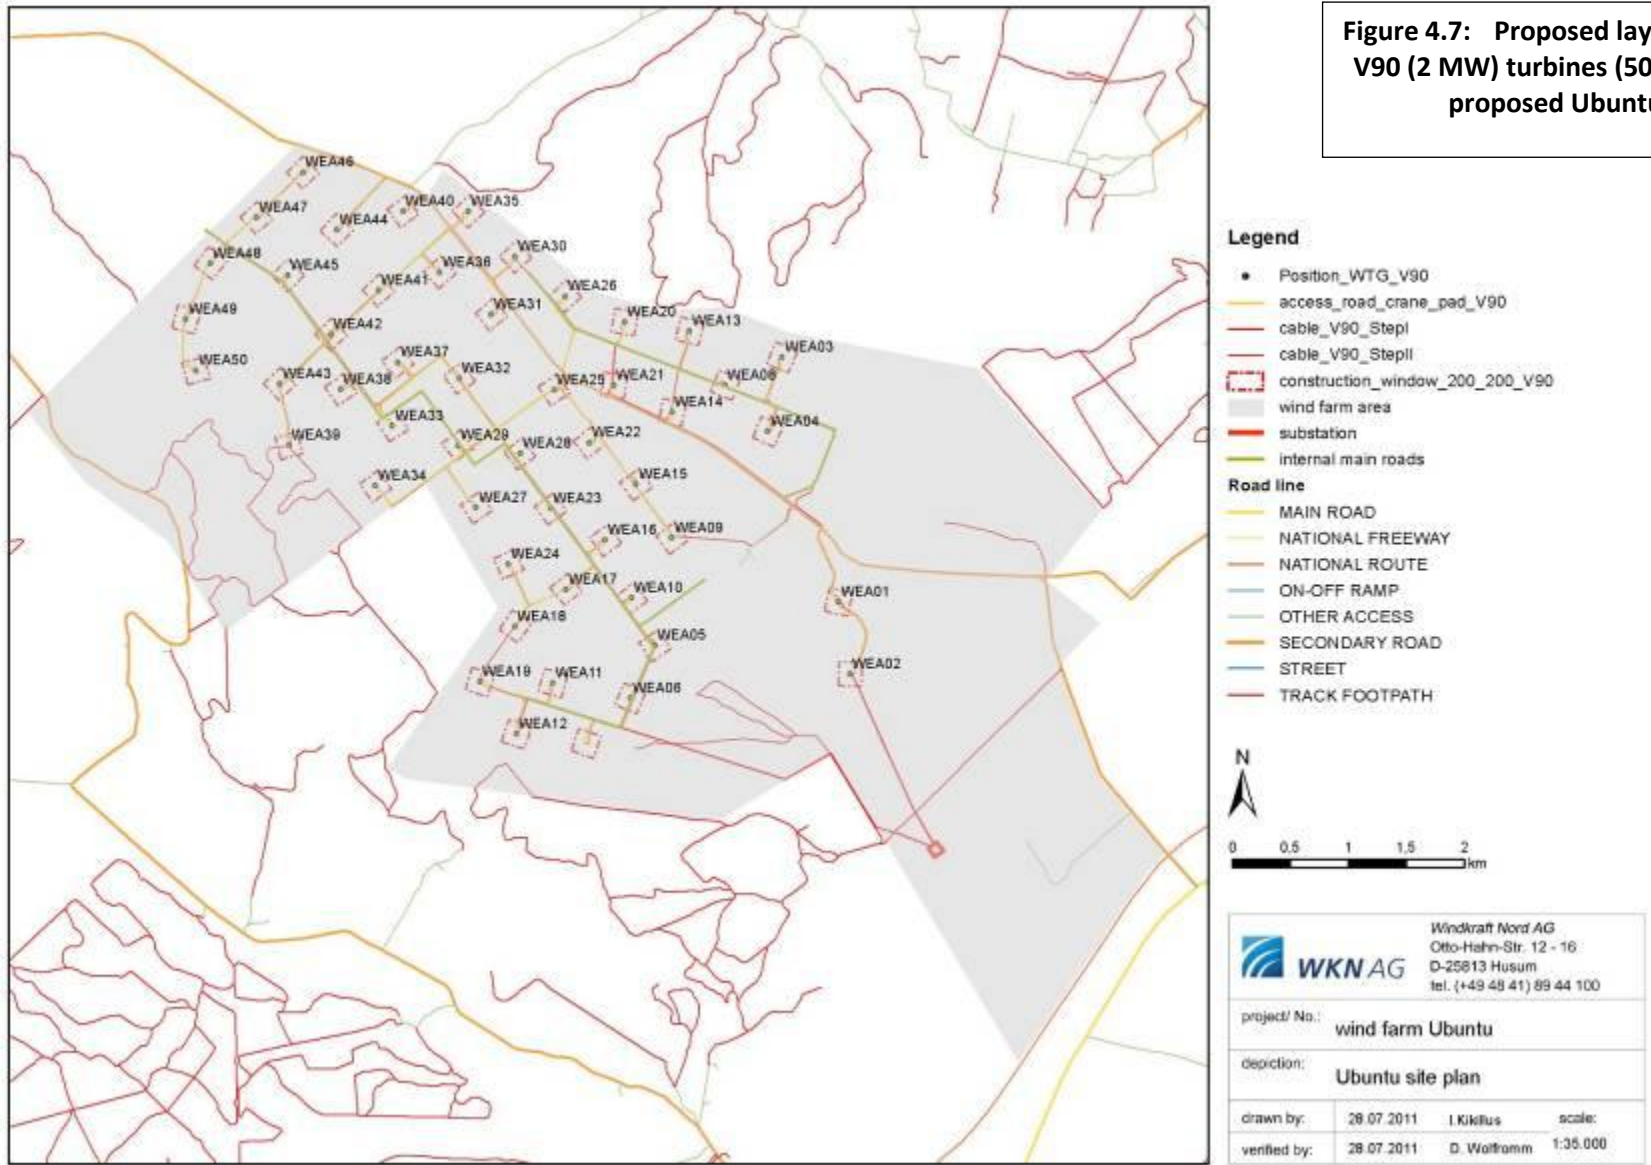 Figure 4.7: Proposed lay
V90 (2 MW) turbines (50
proposed Ubuntu
WEA46
WEA47
WEA44
WEA40
WEA35
WEA48
WEA45
WEA41
WEA36
WEA30
WEA49
WEA42
WEA31
WEA26
WEA20
WEA13
WEA03
WEA50
WEA43
WEA38
WEA37
WEA32
WEA25
WEA21
WEA08
WEA14
WEA04
WEA39
WEA33
WEA29
WEA28
WEA22
WEA34
WEA27
WEA23
WEA15
WEA16
WEA09
WEA24
WEA17
WEA10
WEA01
WEA18
WEA05
WEA02
WEA19
WEA11
WEA06
WEA12
Legend
Position_WTG_V90
access_road_crane_pad_V90
cable_V90_StepI
cable_V90_StepII
construction_window_200_200_V90
wind farm area
substation
internal main roads
Road line
MAIN ROAD
NATIONAL FREEWAY
NATIONAL ROUTE
ON-OFF RAMP
OTHER ACCESS
SECONDARY ROAD
STREET
TRACK FOOTPATH
N
0 0,5 1 1,5 2
km
WKN AG
Windkraft Nord AG
Otto-Hahn-Str. 12 - 16
D-25813 Husum
tel. (+49 48 41) 89 44 100
project/ No.: wind farm Ubuntu
depiction: Ubuntu site plan
drawn by: 28.07.2011 I.Kikillus scale:
verified by: 28.07.2011 D. Wolfromm 1:35.000